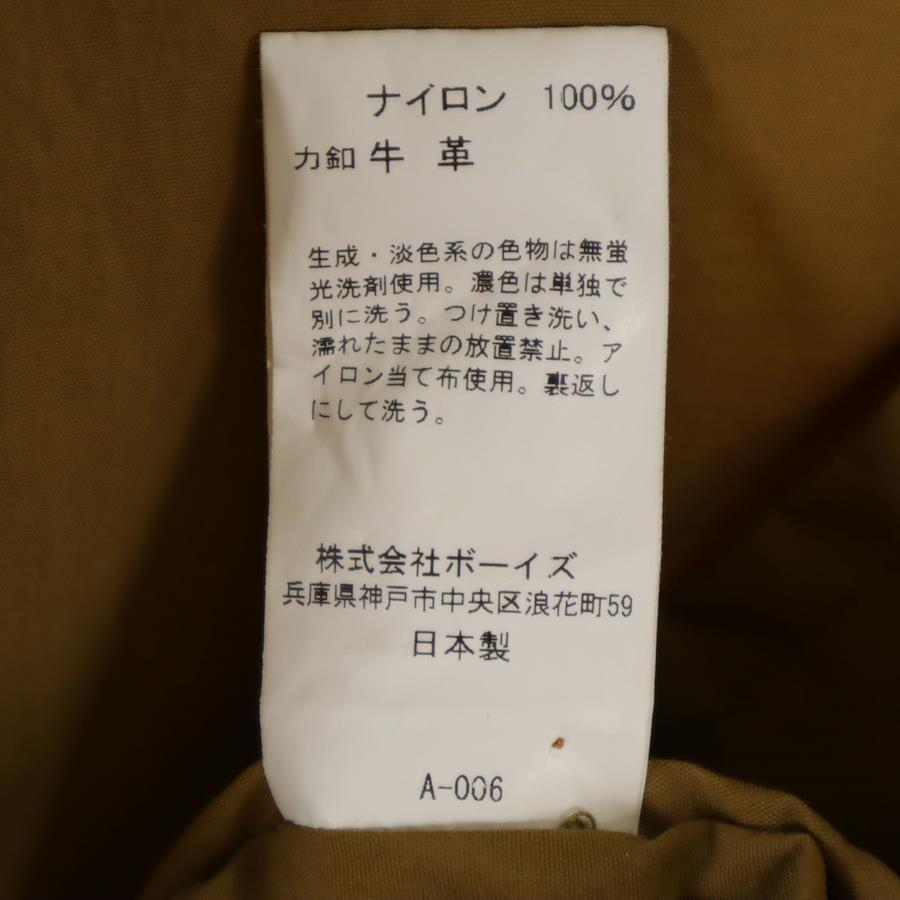 ナイロン 100%
力釦 牛 革
生成・淡色系の色物は無蛍
光洗剤使用。濃色は単独で
別に洗う。つけ置き洗い、
濡れたままの放置禁止。ア
イロン当て布使用。裏返し
にして洗う。
株式会社ボーイズ
兵庫県神戸市中央区浪花町59
日本製
A-006